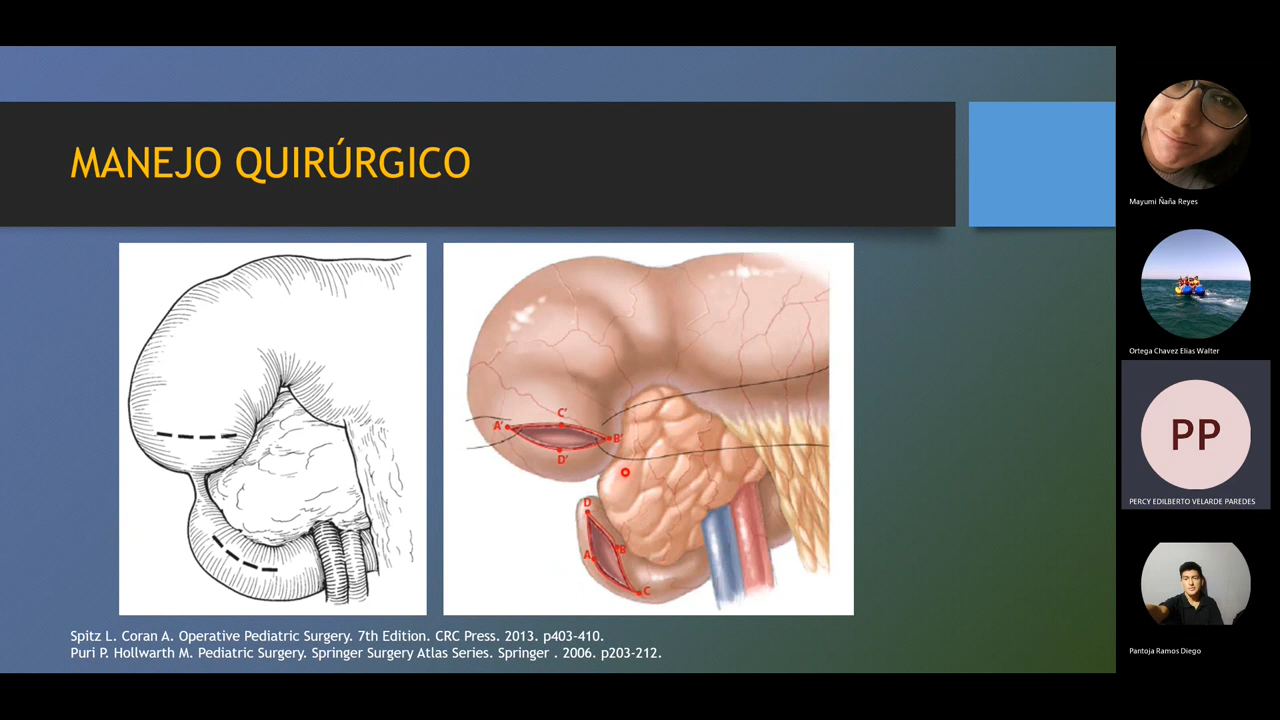 MANEJO QUIRÚRGICO
C'
A'
B'
D'
D
B
A
C
Spitz L. Coran A. Operative Pediatric Surgery. 7th Edition. CRC Press. 2013. p403-410.
Puri P. Hollwarth M. Pediatric Surgery. Springer Surgery Atlas Series. Springer . 2006. p203-212.
Mayumi Ñaña Reyes
Ortega Chavez Elias Walter
PP
PERCY EDILBERTO VELARDE PAREDES
Pantoja Ramos Diego